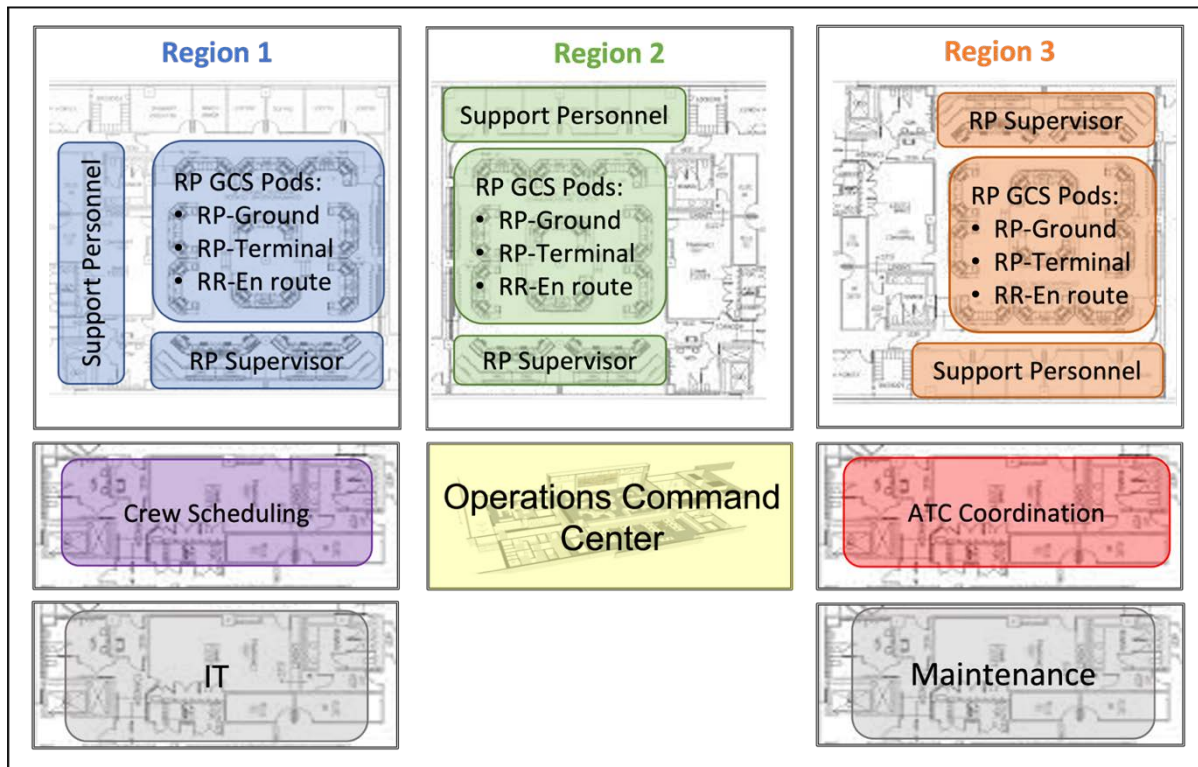 Region 1
Support Personnel
RP GCS Pods:
• RP-Ground
• RP-Terminal
• RR-En route
RP Supervisor
Region 2
Support Personnel
RP GCS Pods:
• RP-Ground
• RP-Terminal
• RR-En route
RP Supervisor
Region 3
RP Supervisor
RP GCS Pods:
• RP-Ground
• RP-Terminal
• RR-En route
Support Personnel
Crew Scheduling
Operations Command
Center
ATC Coordination
IT
Maintenance